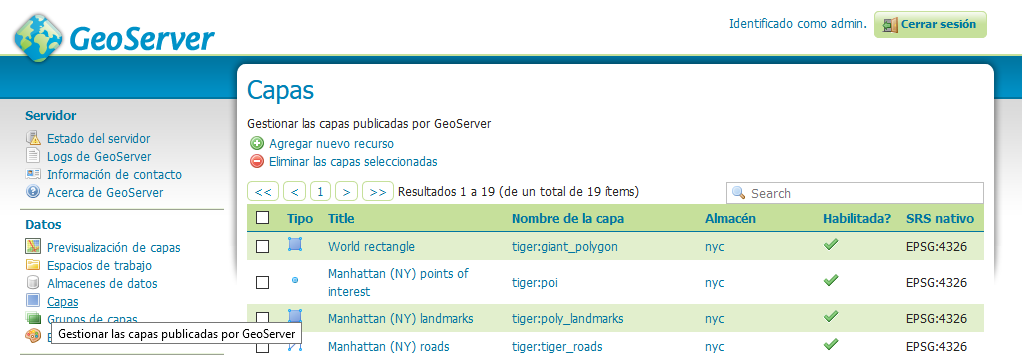 GeoServer
Identificado como admin.
Cerrar sesión
Servidor
Estado del servidor
Logs de GeoServer
Información de contacto
Acerca de GeoServer
Datos
Previsualización de capas
Espacios de trabajo
Almacenes de datos
Capas
Grupos de capas
Gestionar las capas publicadas por GeoServer
Capas
Gestionar las capas publicadas por GeoServer
Agregar nuevo recurso
Eliminar las capas seleccionadas
<< < 1 > >> Resultados 1 a 19 (de un total de 19 ítems) Search
Tipo Title Nombre de la capa Almacén Habilitada? SRS nativo
World rectangle tiger:giant_polygon nyc EPSG:4326
Manhattan (NY) points of
interest tiger:poi nyc EPSG:4326
Manhattan (NY) landmarks tiger:poly_landmarks nyc EPSG:4326
Manhattan (NY) roads tiger:tiger_roads nyc EPSG:4326